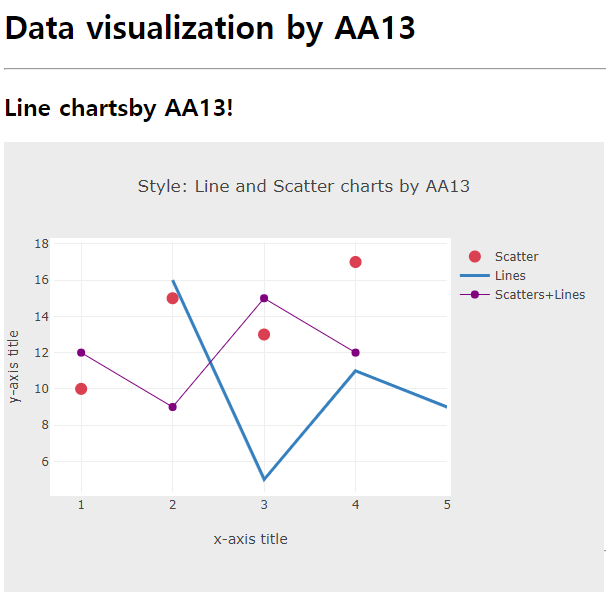 Data visualization by AA13
Line chartsby AA13!
Style: Line and Scatter charts by AA13
18
16
14
12
10
8
6
y-axis title
1 2 3 4 5
x-axis title
Scatter
Lines
Scatters+Lines